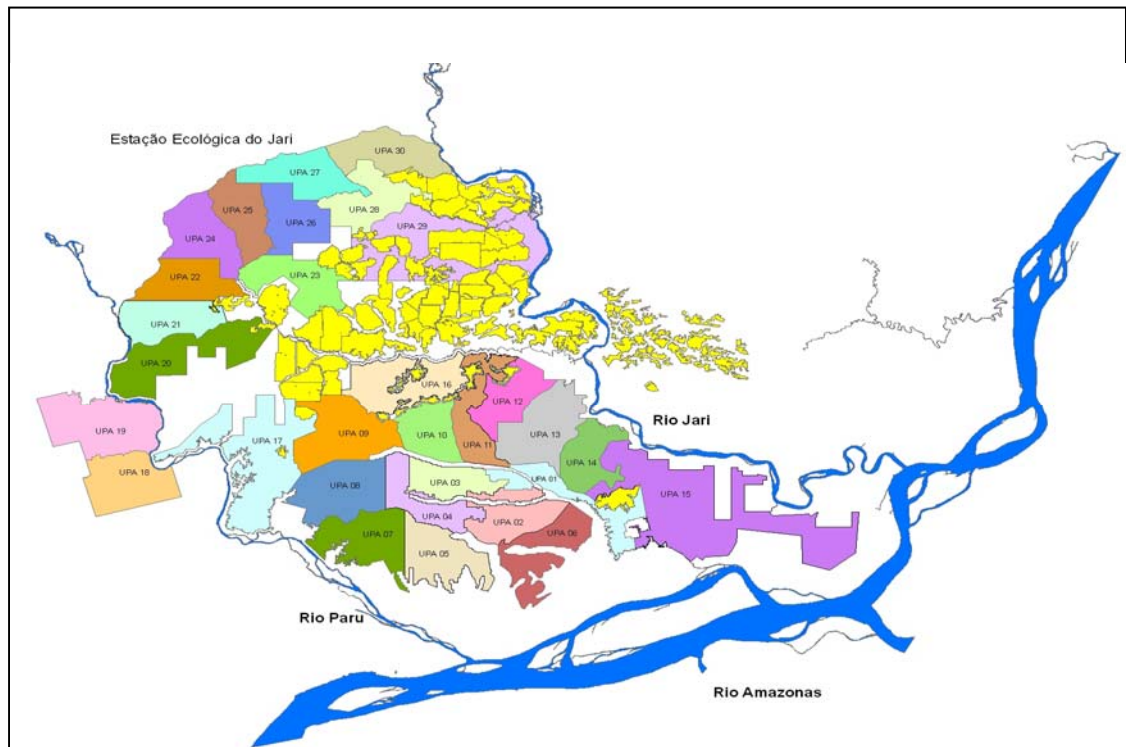 Estação Ecológica do Jari
UPA 30
UPA 27
UPA 28
UPA 25
UPA 26
UPA 29
UPA 24
UPA 23
UPA 22
UPA 21
UPA 20
UPA 16
UPA 12
UPA 19
UPA 17
UPA 09
UPA 10
UPA 11
UPA 13
Rio Jari
UPA 18
UPA 14
UPA 01
UPA 03
UPA 08
UPA 15
UPA 04
UPA 02
UPA 06
UPA 07
UPA 05
Rio Paru
Rio Amazonas